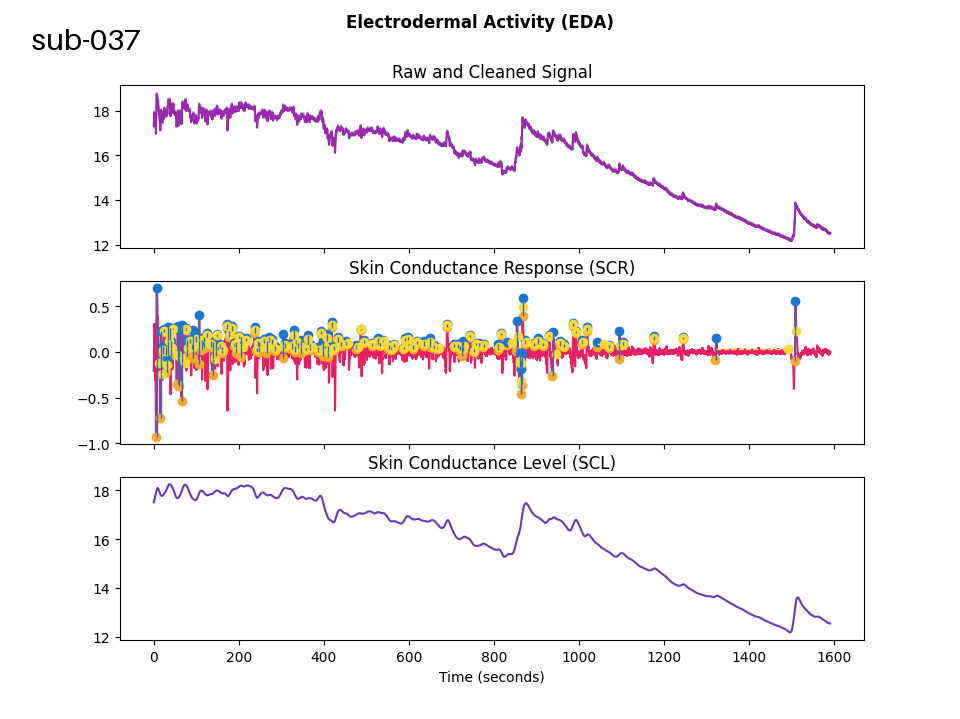 Electrodermal Activity (EDA)
sub-037
Raw and Cleaned Signal
18
16
14
12
Skin Conductance Response (SCR)
0.5
0.0
−0.5
−1.0
Skin Conductance Level (SCL)
18
16
14
12
0 200 400 600 800 1000 1200 1400 1600
Time (seconds)